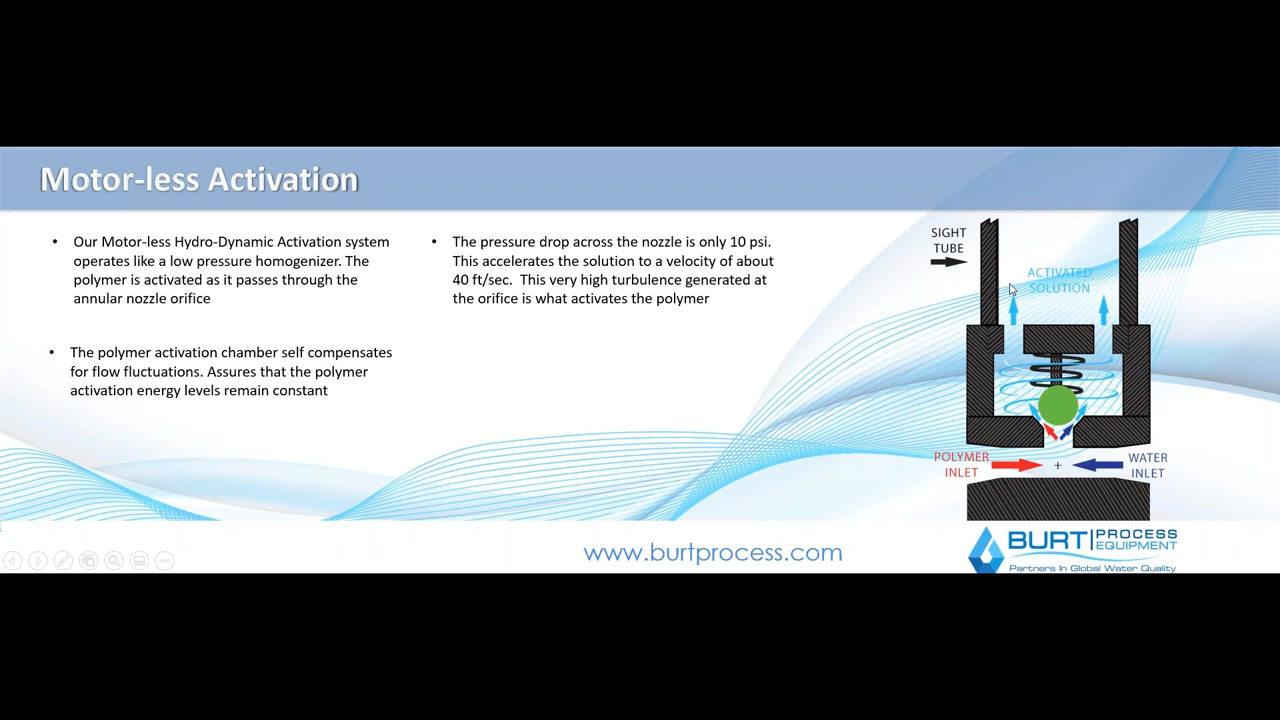 Motor-less Activation
• Our Motor-less Hydro-Dynamic Activation system
operates like a low pressure homogenizer. The
polymer is activated as it passes through the
annular nozzle orifice
• The polymer activation chamber self compensates
for flow fluctuations. Assures that the polymer
activation energy levels remain constant
• The pressure drop across the nozzle is only 10 psi.
This accelerates the solution to a velocity of about
40 ft/sec.  This very high turbulence generated at
the orifice is what activates the polymer
SIGHT
TUBE
ACTIVATED
SOLUTION
POLYMER
INLET
+
WATER
INLET
www.burtprocess.com
BURT|PROCESS
EQUIPMENT
Partners In Global Water Quality